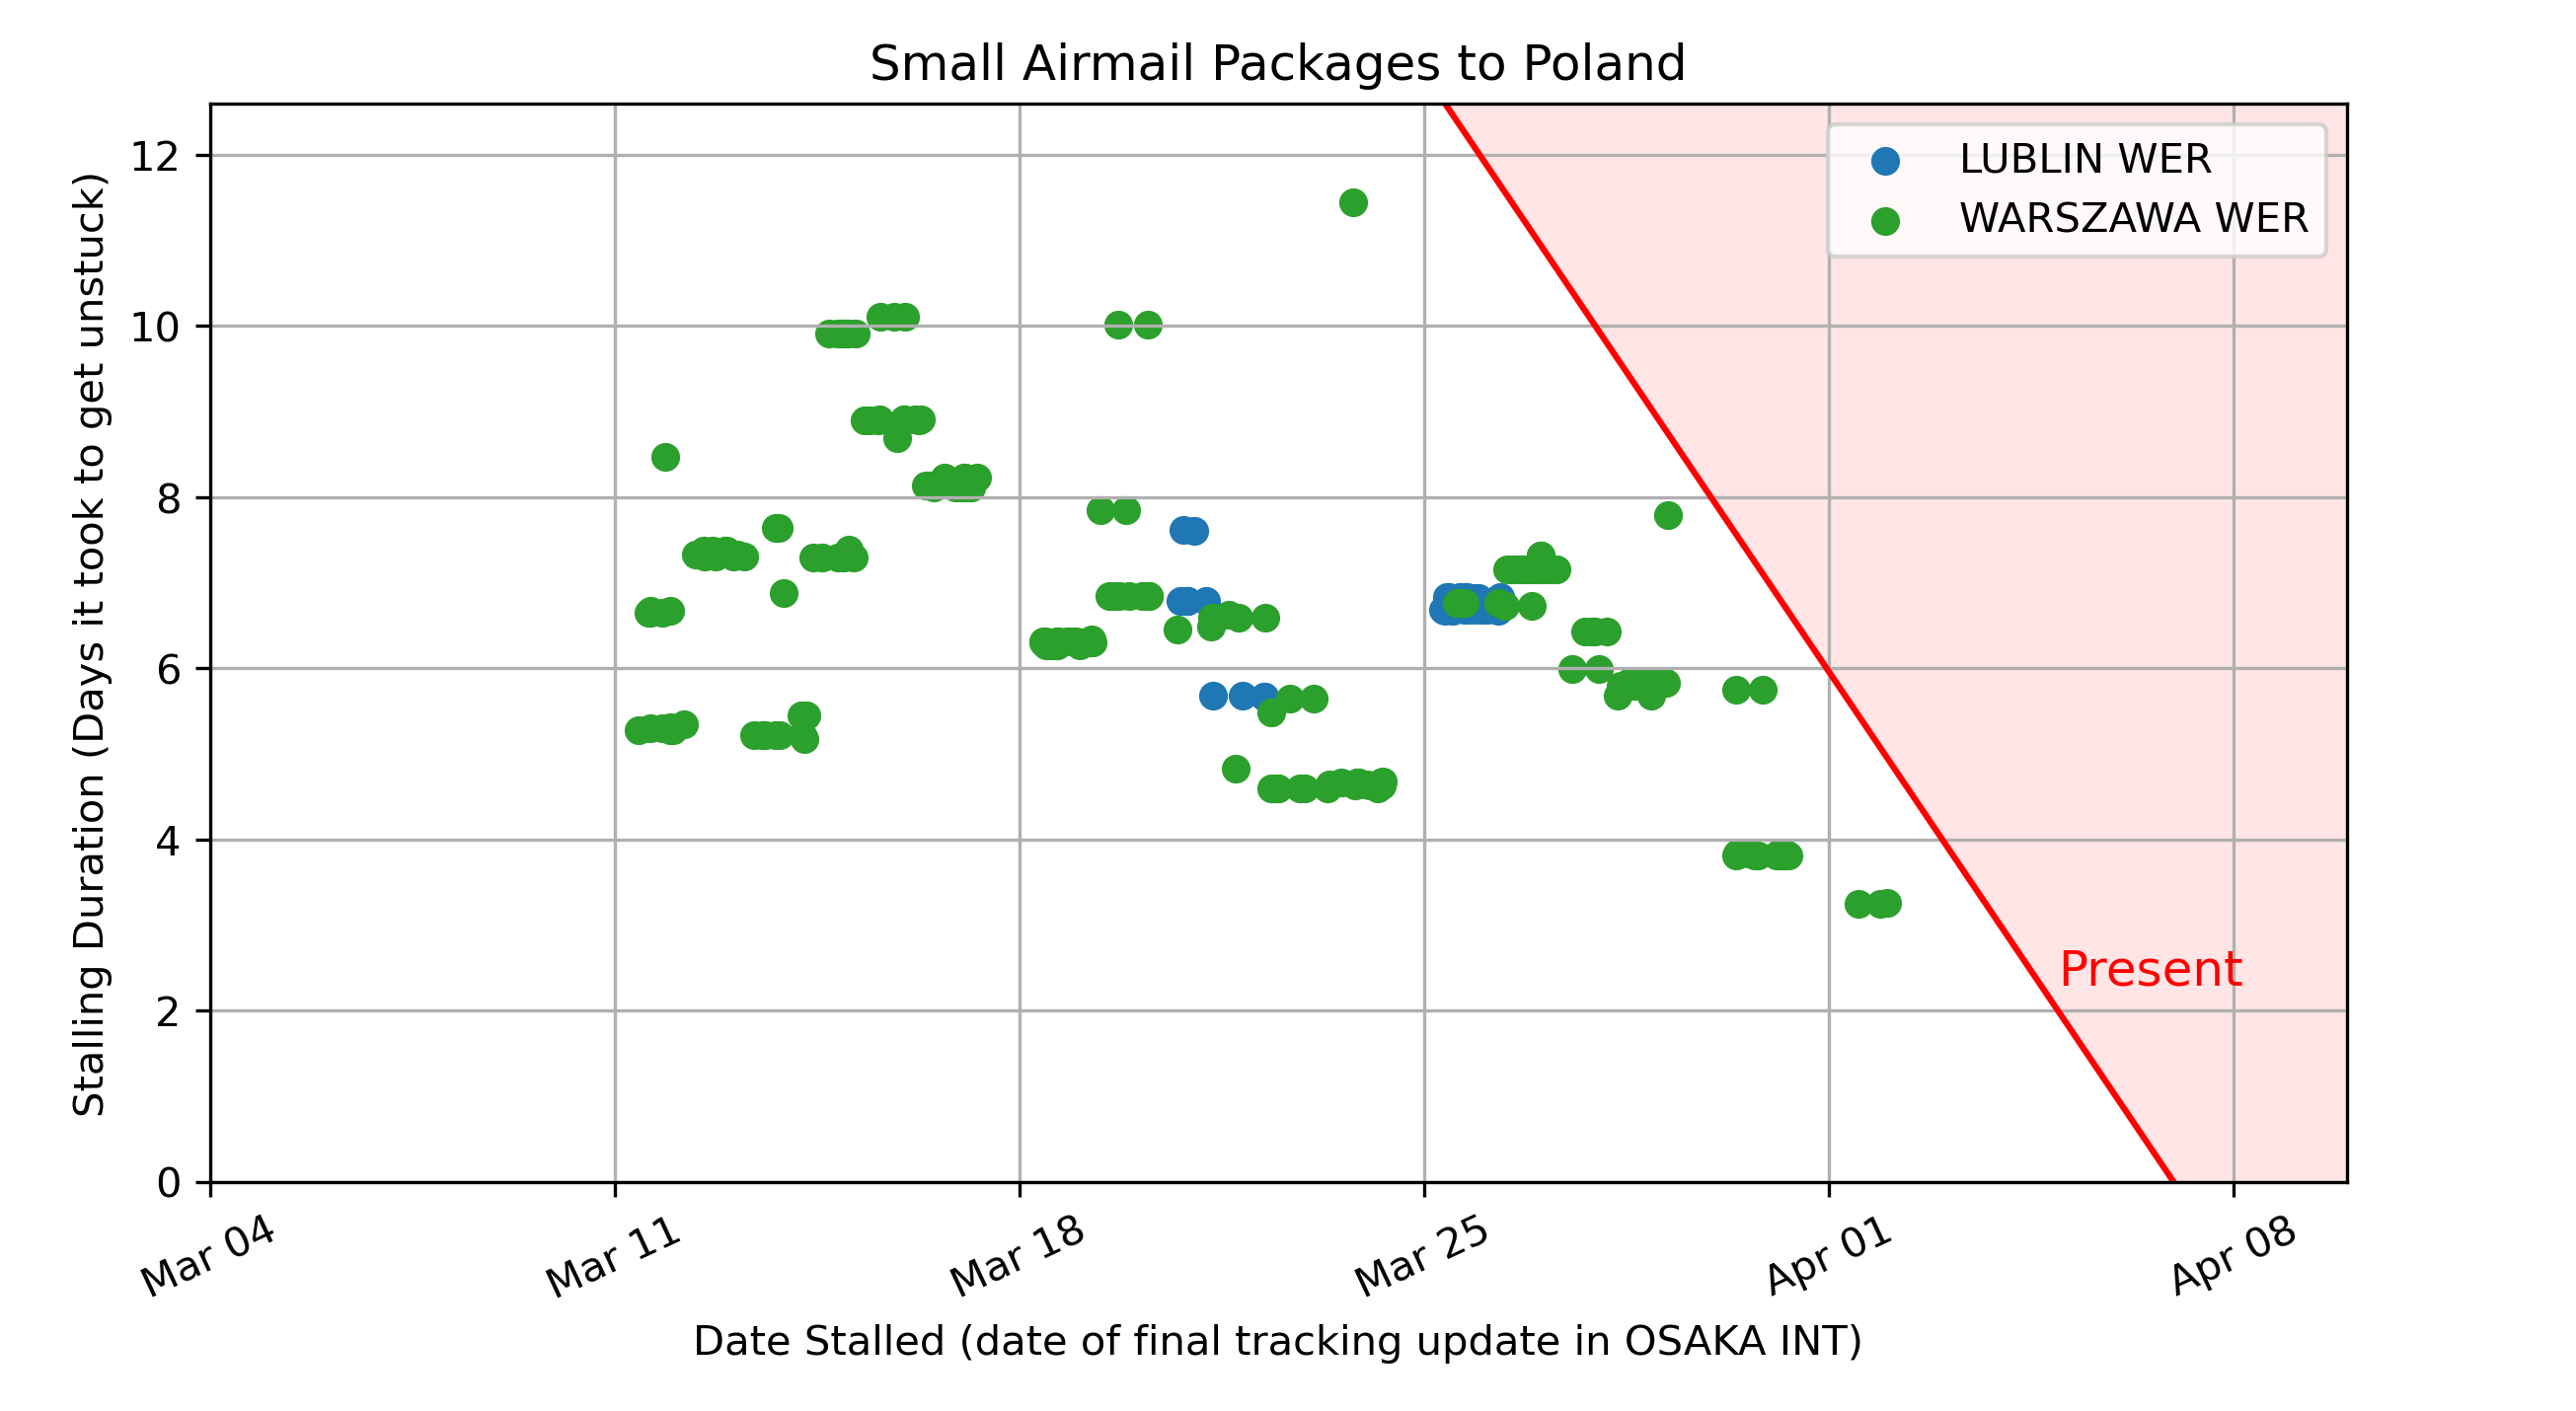 Small Airmail Packages to Poland
Stalling Duration (Days it took to get unstuck)
12
10
8
6
4
2
0
LUBLIN WER
WARSZAWA WER
Present
Mar 04
Mar 11
Mar 18
Mar 25
Apr 01
Apr 08
Date Stalled (date of final tracking update in OSAKA INT)